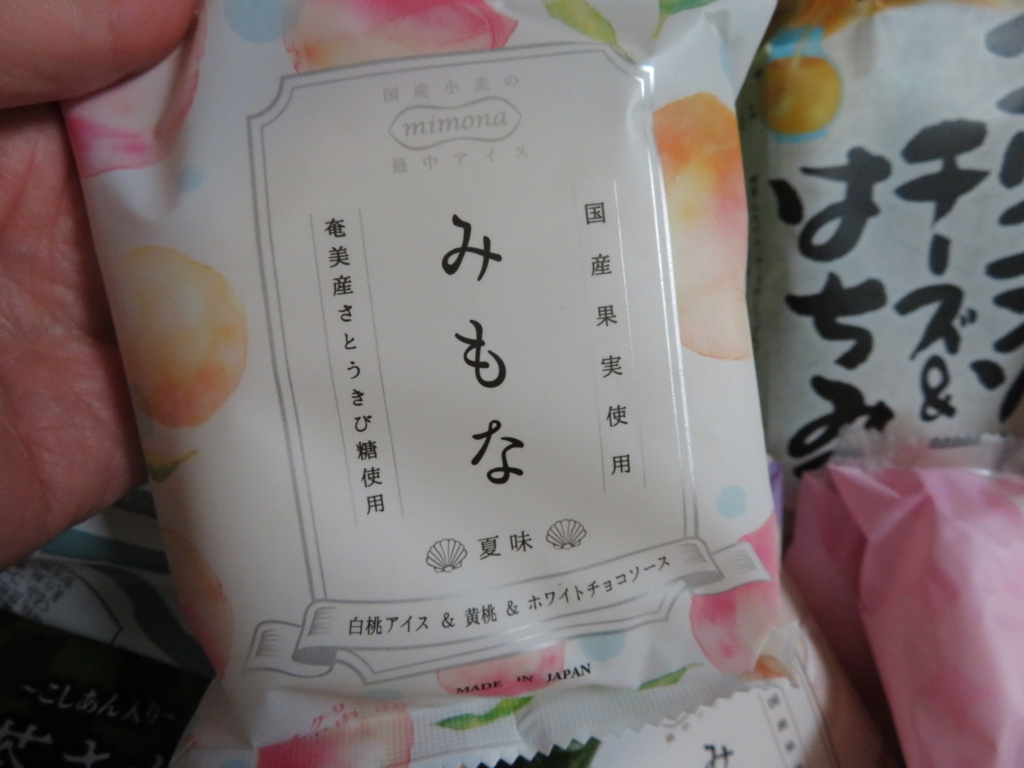 国産小麦の
mimona
最中アイス
国産果実使用
みもな
奄美産さとうきび糖使用
夏味
白桃アイス & 黄桃 & ホワイトチョコソース
MADE IN JAPAN
チーズ&
はちみ
~こしあん入り~
み